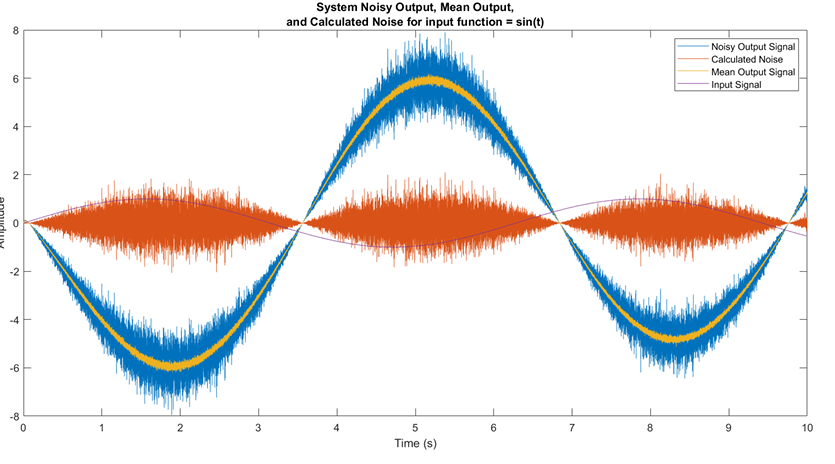 System Noisy Output, Mean Output,
and Calculated Noise for input function = sin(t)
Noisy Output Signal
Calculated Noise
Mean Output Signal
Input Signal
8
6
4
2
0
-2
-4
-6
-8
Amplitude
0 1 2 3 4 5 6 7 8 9 10
Time (s)